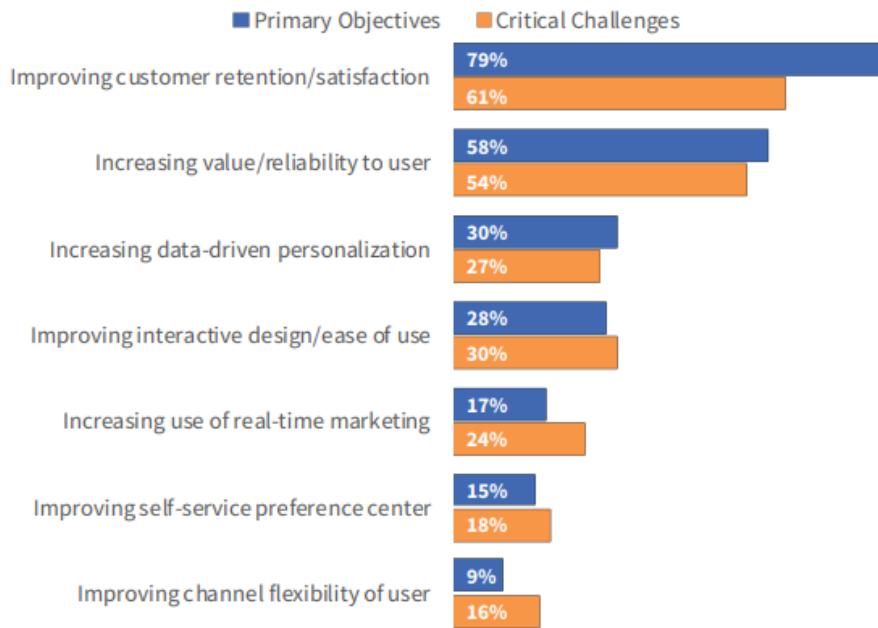 Primary Objectives Critical Challenges
Improving customer retention/satisfaction
79%
61%
Increasing value/reliability to user
58%
54%
Increasing data-driven personalization
30%
27%
Improving interactive design/ease of use
28%
30%
Increasing use of real-time marketing
17%
24%
Improving self-service preference center
15%
18%
Improving channel flexibility of user
9%
16%